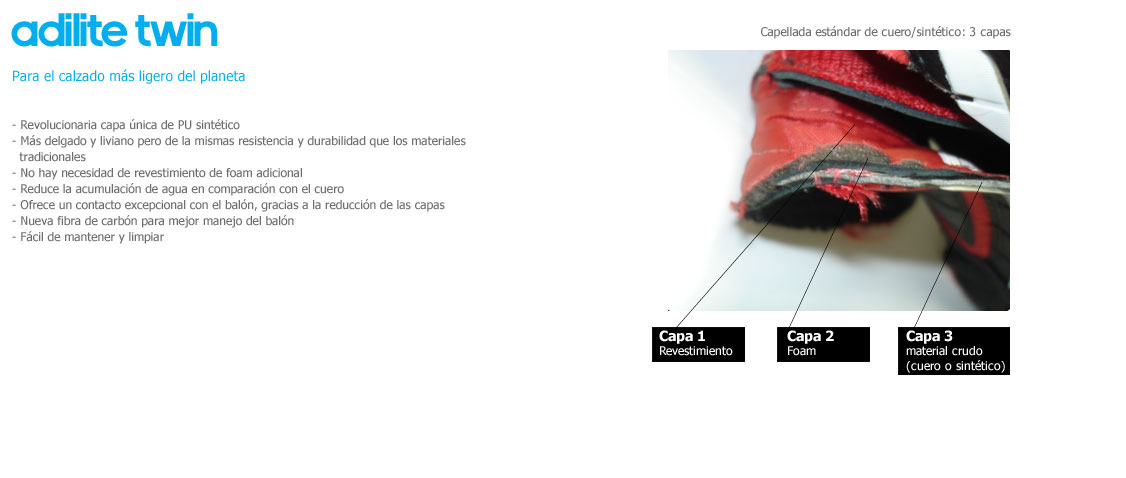 adilite twin
Para el calzado más ligero del planeta
- Revolucionaria capa única de PU sintético
- Más delgado y liviano pero de la mismas resistencia y durabilidad que los materiales
tradicionales
- No hay necesidad de revestimiento de foam adicional
- Reduce la acumulación de agua en comparación con el cuero
- Ofrece un contacto excepcional con el balón, gracias a la reducción de las capas
- Nueva fibra de carbón para mejor manejo del balón
- Fácil de mantener y limpiar
Capellada estándar de cuero/sintético: 3 capas
Capa 1
Revestimiento
Capa 2
Foam
Capa 3
material crudo
(cuero o sintético)